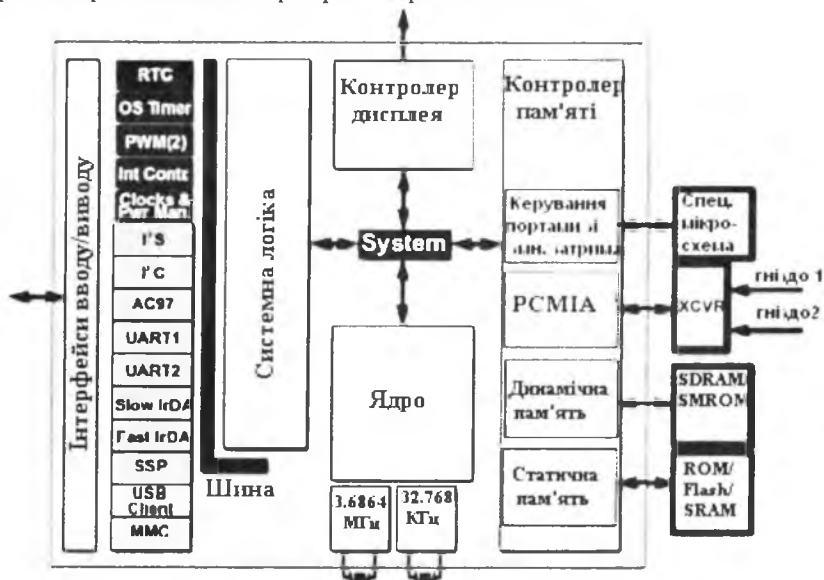 Інтерфейси вводу/виводу
RTC
OS Timer
PWM(2)
Int Contr
Clocks &
Pwr Man.
I²S
I²C
AC97
UART1
UART2
Slow IrDA
Fast IrDA
SSP
USB
Client
MMC
Шина
Системна логіка
Контролер
дисплея
System
Ядро
3.6864
МГц
32.768
КГц
Контролер
пам'яті
Керування
портами зі
PCMIA
Динамічна
пам'ять
Статична
пам'ять
Спец.
мікро-
схема
XCVR
гніздо 1
гніздо2
SDRAM/
SMROM
ROM/
Flash/
SRAM